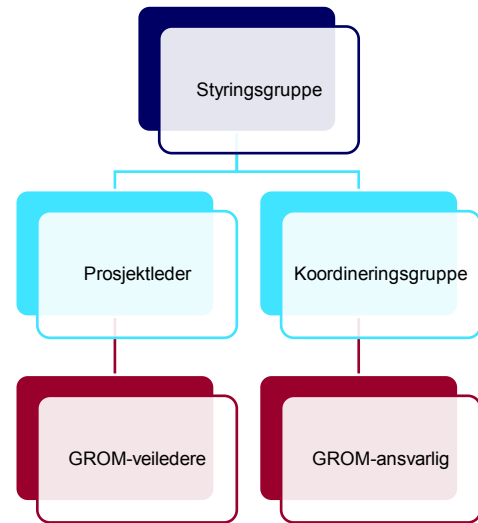 Styringsgruppe
Prosjektleder
Koordineringsgruppe
GROM-veiledere
GROM-ansvarlig